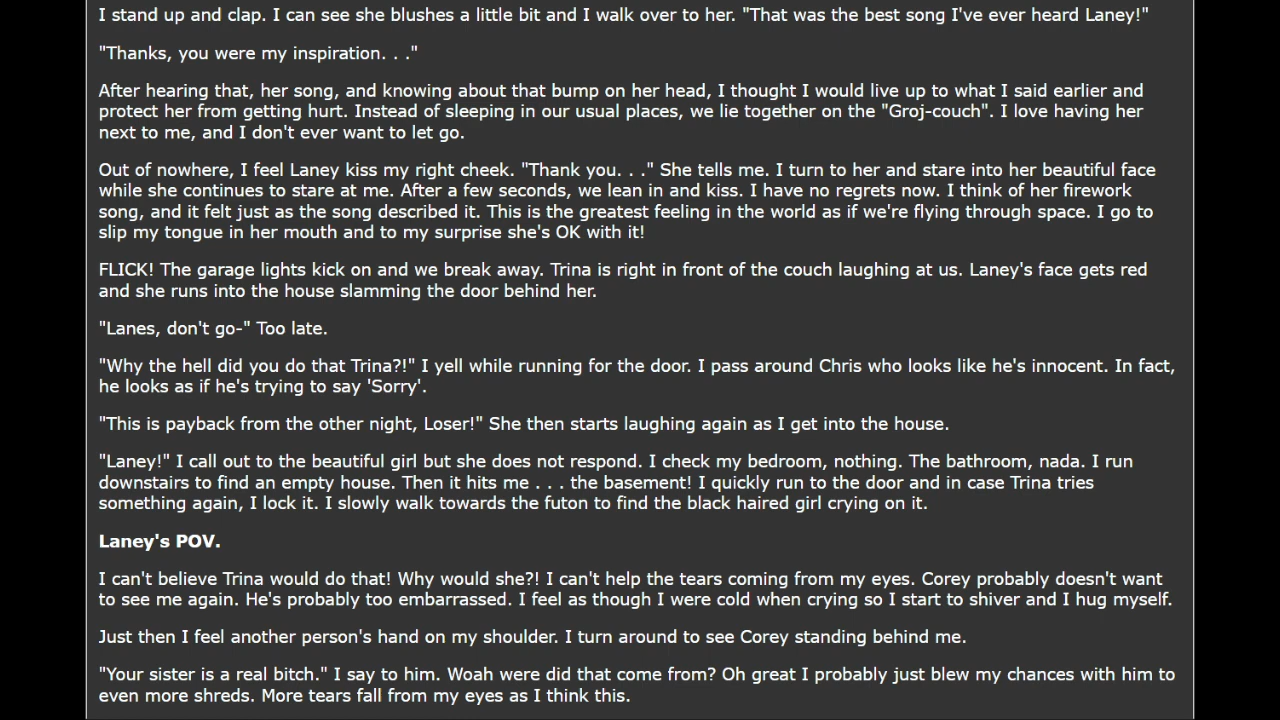 I stand up and clap. I can see she blushes a little bit and I walk over to her. "That was the best song I've ever heard Laney!"
"Thanks, you were my inspiration. . ."
After hearing that, her song, and knowing about that bump on her head, I thought I would live up to what I said earlier and
protect her from getting hurt. Instead of sleeping in our usual places, we lie together on the "Groj-couch". I love having her
next to me, and I don't ever want to let go.
Out of nowhere, I feel Laney kiss my right cheek. "Thank you. . ." She tells me. I turn to her and stare into her beautiful face
while she continues to stare at me. After a few seconds, we lean in and kiss. I have no regrets now. I think of her firework
song, and it felt just as the song described it. This is the greatest feeling in the world as if we're flying through space. I go to
slip my tongue in her mouth and to my surprise she's OK with it!
FLICK! The garage lights kick on and we break away. Trina is right in front of the couch laughing at us. Laney's face gets red
and she runs into the house slamming the door behind her.
"Lanes, don't go-" Too late.
"Why the hell did you do that Trina?!" I yell while running for the door. I pass around Chris who looks like he's innocent. In fact,
he looks as if he's trying to say 'Sorry'.
"This is payback from the other night, Loser!" She then starts laughing again as I get into the house.
"Laney!" I call out to the beautiful girl but she does not respond. I check my bedroom, nothing. The bathroom, nada. I run
downstairs to find an empty house. Then it hits me . . . the basement! I quickly run to the door and in case Trina tries
something again, I lock it. I slowly walk towards the futon to find the black haired girl crying on it.
Laney's POV.
I can't believe Trina would do that! Why would she?! I can't help the tears coming from my eyes. Corey probably doesn't want
to see me again. He's probably too embarrassed. I feel as though I were cold when crying so I start to shiver and I hug myself.
Just then I feel another person's hand on my shoulder. I turn around to see Corey standing behind me.
"Your sister is a real bitch." I say to him. Woah were did that come from? Oh great I probably just blew my chances with him to
even more shreds. More tears fall from my eyes as I think this.